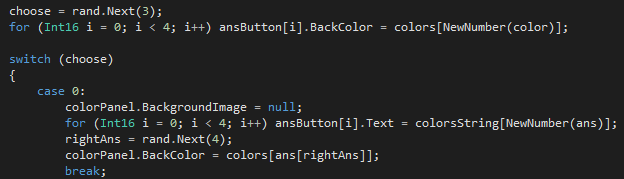 choose = rand.Next(3);
for (Int16 i = 0; i < 4; i++) ansButton[i].BackColor = colors[NewNumber(color)];
switch (choose)
{
case 0:
colorPanel.BackgroundImage = null;
for (Int16 i = 0; i < 4; i++) ansButton[i].Text = colorsString[NewNumber(ans)];
rightAns = rand.Next(4);
colorPanel.BackColor = colors[ans[rightAns]];
break;